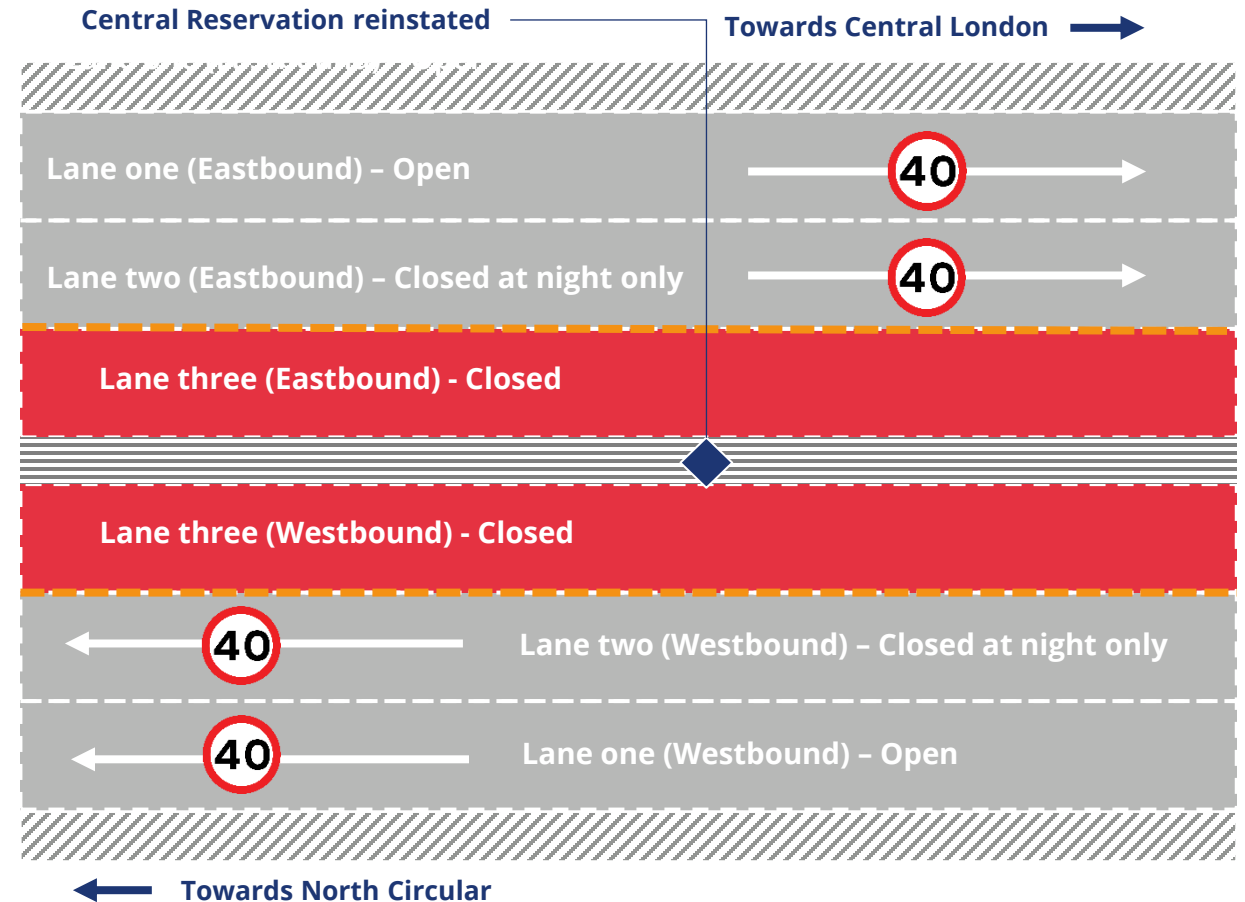 Central Reservation reinstated
Towards Central London
Lane one (Eastbound) – Open
40
Lane two (Eastbound) – Closed at night only
40
Lane three (Eastbound) - Closed
Lane three (Westbound) - Closed
40
Lane two (Westbound) – Closed at night only
40
Lane one (Westbound) – Open
Towards North Circular